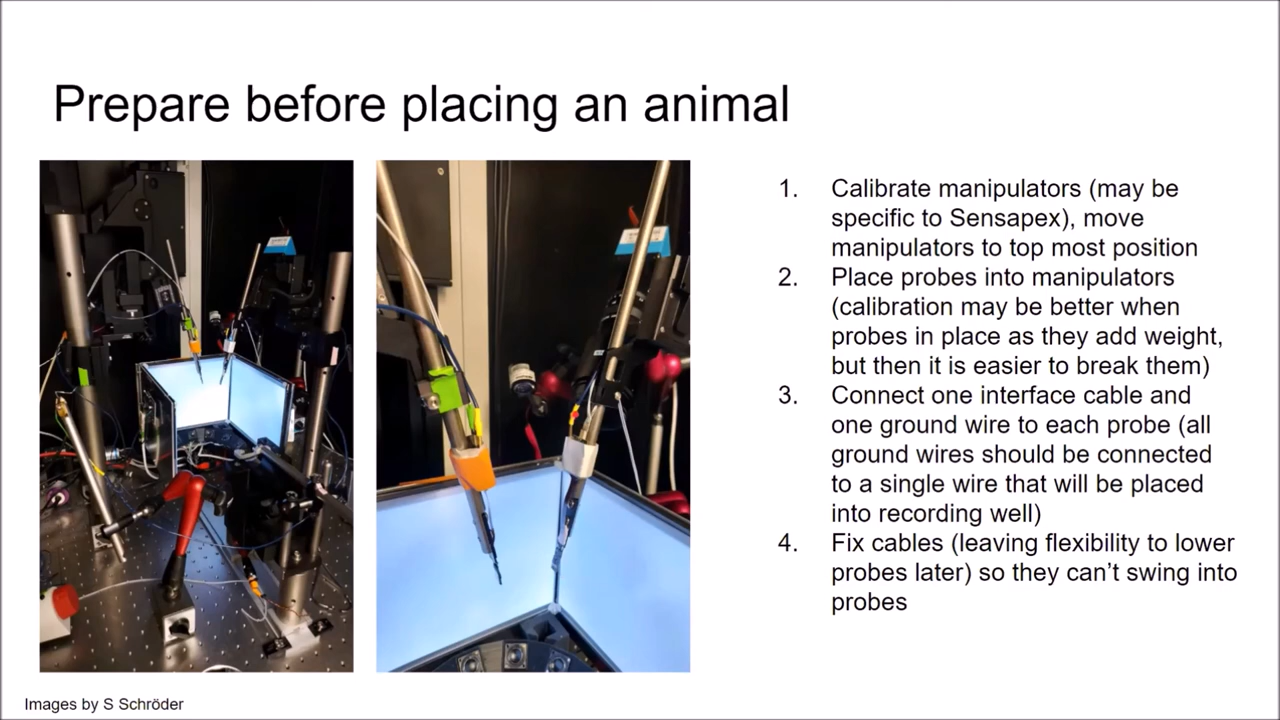 Prepare before placing an animal
1. Calibrate manipulators (may be
specific to Sensapex), move
manipulators to top most position
2. Place probes into manipulators
(calibration may be better when
probes in place as they add weight,
but then it is easier to break them)
3. Connect one interface cable and
one ground wire to each probe (all
ground wires should be connected
to a single wire that will be placed
into recording well)
4. Fix cables (leaving flexibility to lower
probes later) so they can’t swing into
probes
Images by S Schröder